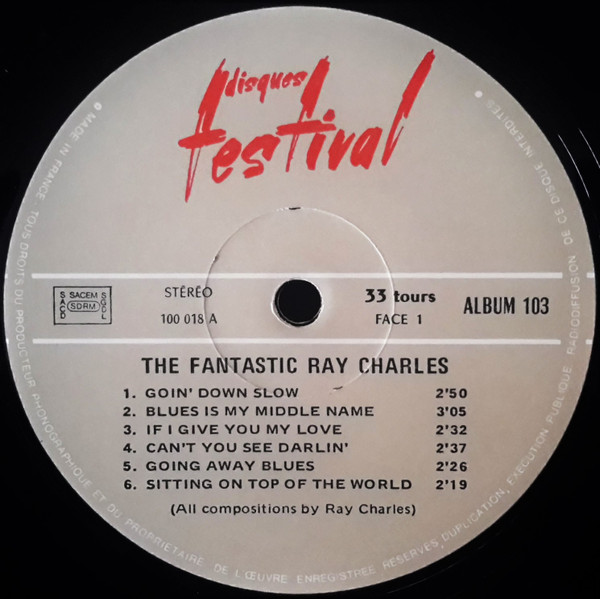 disques
festival
SACD SACEM SDRM SGDL
STÉRÉO
100 018 A
33 tours
FACE 1
ALBUM 103
THE FANTASTIC RAY CHARLES
1. GOIN' DOWN SLOW 2'50
2. BLUES IS MY MIDDLE NAME 3'05
3. IF I GIVE YOU MY LOVE 2'32
4. CAN'T YOU SEE DARLIN' 2'37
5. GOING AWAY BLUES 2'26
6. SITTING ON TOP OF THE WORLD 2'19
(All compositions by Ray Charles)
MADE IN FRANCE. TOUS DROITS DU PRODUCTEUR PHONOGRAPHIQUE ET DU PROPRIETAIRE DE L'ŒUVRE ENREGISTREE RESERVES, DUPLICATION, EXECUTION PUBLIQUE, RADIODIFFUSION DE CE DISQUE INTERDITES